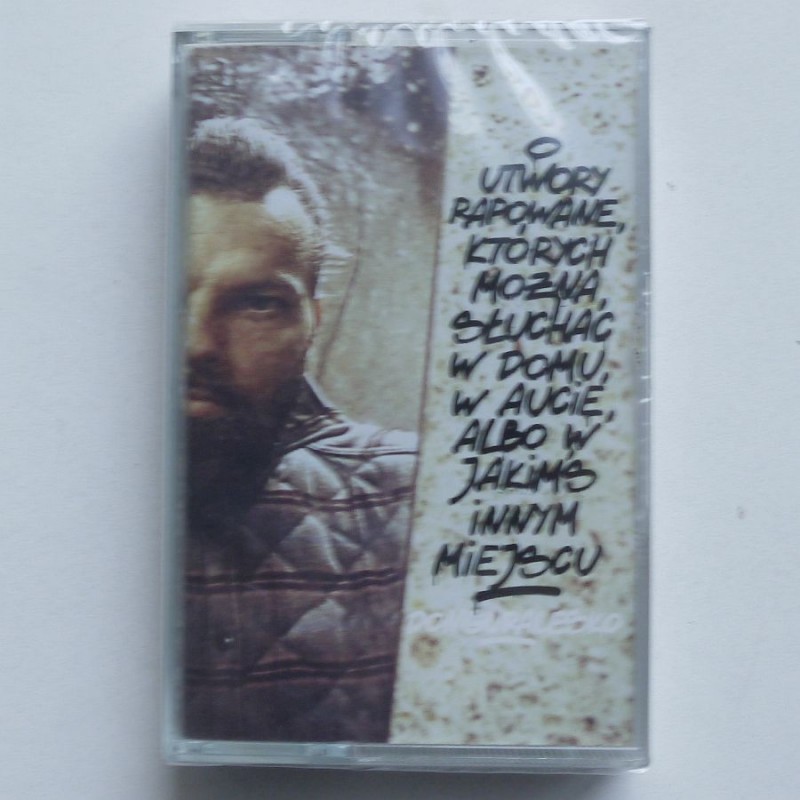 UTWORY
RAPOWANE,
KTÓRYCH
MOŻNA
SŁUCHAĆ
W DOMU,
W AUCIE,
ALBO W
JAKIMŚ
INNYM
MIEJSCU